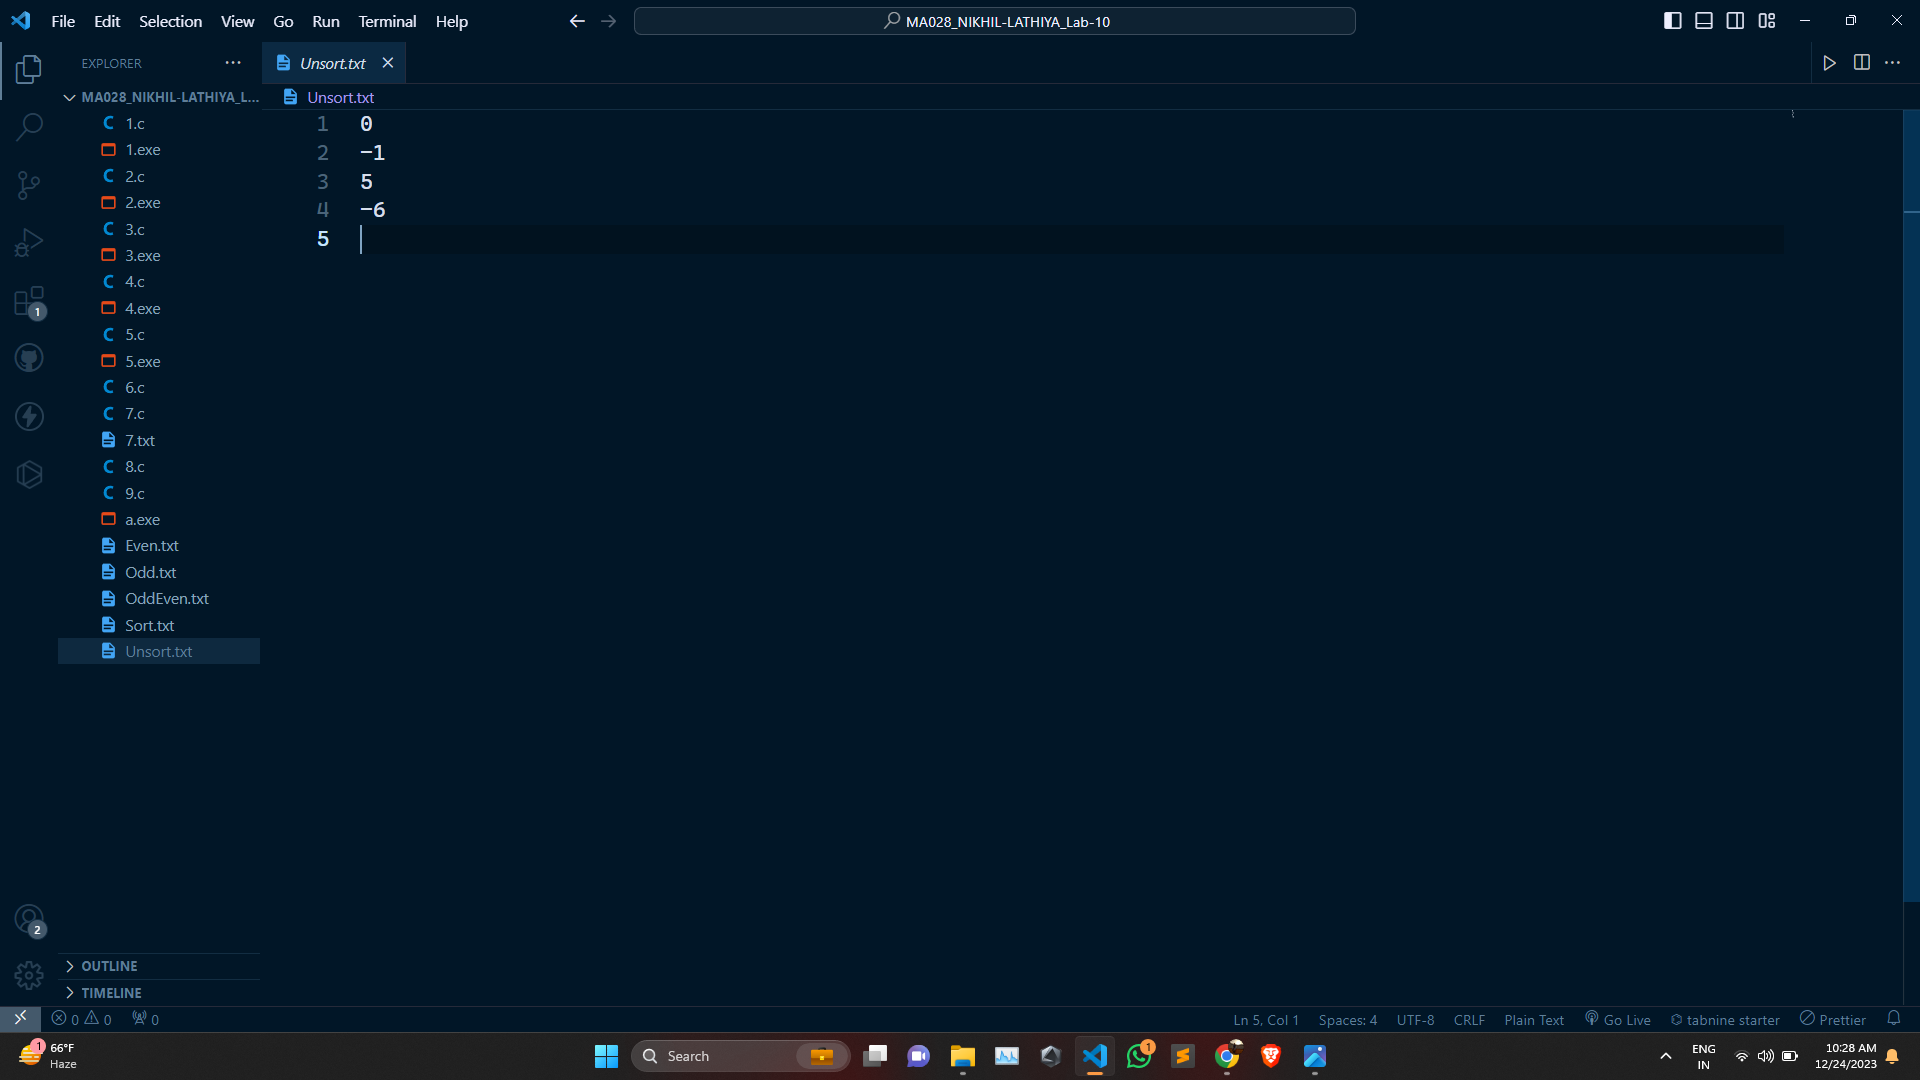 File Edit Selection View Go Run Terminal Help
MA028_NIKHIL-LATHIYA_Lab-10
EXPLORER
Unsort.txt
MA028_NIKHIL-LATHIYA_L...
Unsort.txt
1.c
1.exe
2.c
2.exe
3.c
3.exe
4.c
4.exe
5.c
5.exe
6.c
7.c
7.txt
8.c
9.c
a.exe
Even.txt
Odd.txt
OddEven.txt
Sort.txt
Unsort.txt
1 0
2 -1
3 5
4 -6
5
1
2
OUTLINE
TIMELINE
0 0 0
Ln 5, Col 1 Spaces: 4 UTF-8 CRLF Plain Text Go Live tabnine starter Prettier
1
66°F
Haze
Search
1
ENG
IN
10:28 AM
12/24/2023